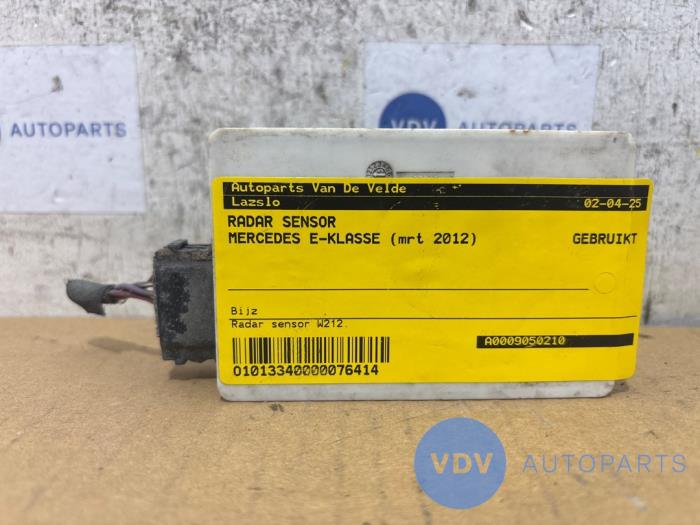 AUTOPARTS
VDV AUTOPARTS
Autoparts Van De Velde
Lazslo 02-04-25
RADAR SENSOR
MERCEDES E-KLASSE (mrt 2012) GEBRUIKT
Bijz
Radar sensor W212.
A0009050210
01013340000076414
VDV AUTOPARTS